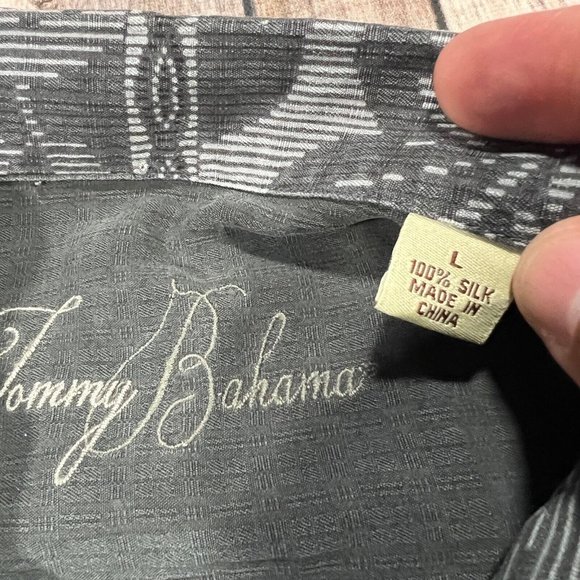 L
100% SILK
MADE IN
CHINA
Tommy Bahama